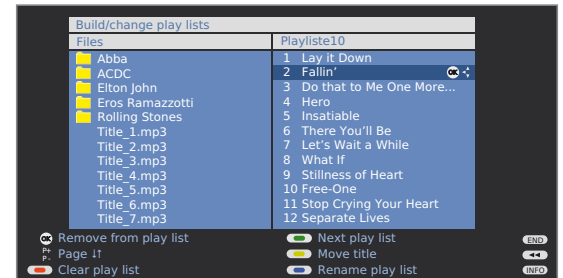 Build/change play lists
Files
Abba
ACDC
Elton John
Eros Ramazzotti
Rolling Stones
Title_1.mp3
Title_2.mp3
Title_3.mp3
Title_4.mp3
Title_5.mp3
Title_6.mp3
Title_7.mp3
Playliste10
1 Lay it Down
2 Fallin’ OK
3 Do that to Me One More...
4 Hero
5 Insatiable
6 There You’ll Be
7 Let’s Wait a While
8 What If
9 Stillness of Heart
10 Free-One
11 Stop Crying Your Heart
12 Separate Lives
OK Remove from play list
P+ P- Page ↓↑
Clear play list
Next play list
Move title
Rename play list
END
◀◀
INFO